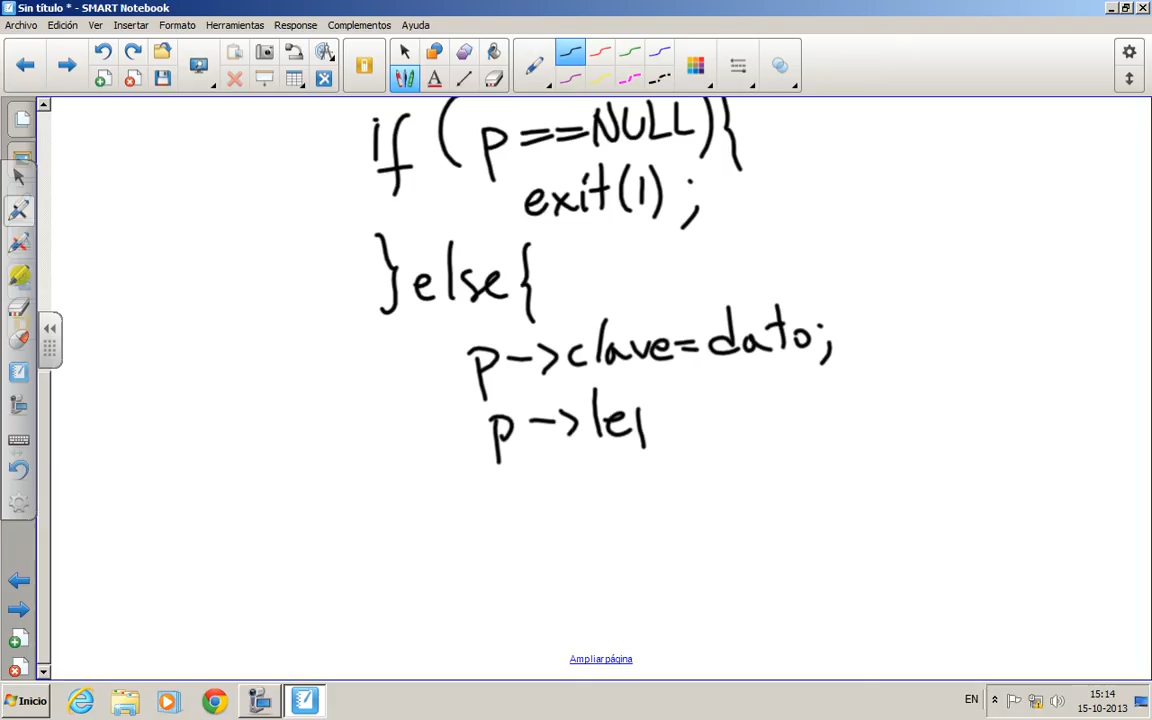 Sin título * - SMART Notebook
Archivo Edición Ver Insertar Formato Herramientas Response Complementos Ayuda
if (p==NULL){
exit(1);
}else{
p->clave=dato;
p->lei
Ampliar página
Inicio
EN
15:14
15-10-2013